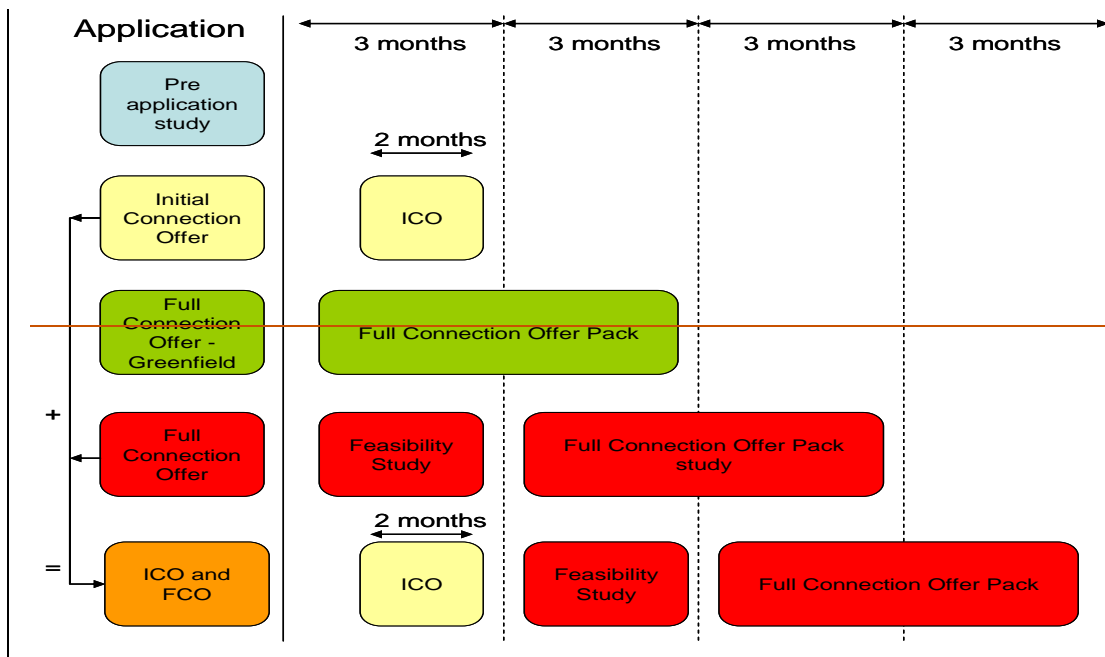 Application
3 months
3 months
3 months
3 months
Pre
application
study
2 months
Initial
Connection
Offer
ICO
Full
Connection
Offer -
Greenfield
Full Connection Offer Pack
+
Full
Connection
Offer
Feasibility
Study
Full Connection Offer Pack
study
2 months
=
ICO and
FCO
ICO
Feasibility
Study
Full Connection Offer Pack